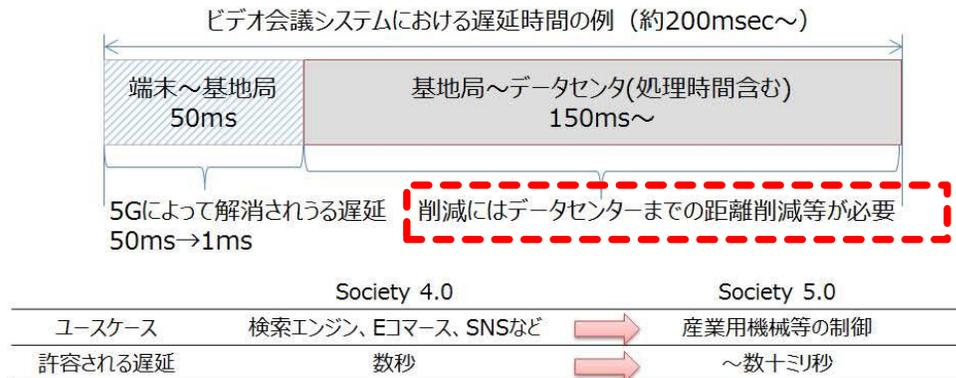 ビデオ会議システムにおける遅延時間の例（約200msec～）
端末～基地局
50ms
基地局～データセンタ(処理時間含む)
150ms～
5Gによって解消されうる遅延
50ms→1ms
削減にはデータセンターまでの距離削減等が必要
Society 4.0 Society 5.0
ユースケース 検索エンジン、Eコマース、SNSなど 産業用機械等の制御
許容される遅延 数秒 ～数十ミリ秒